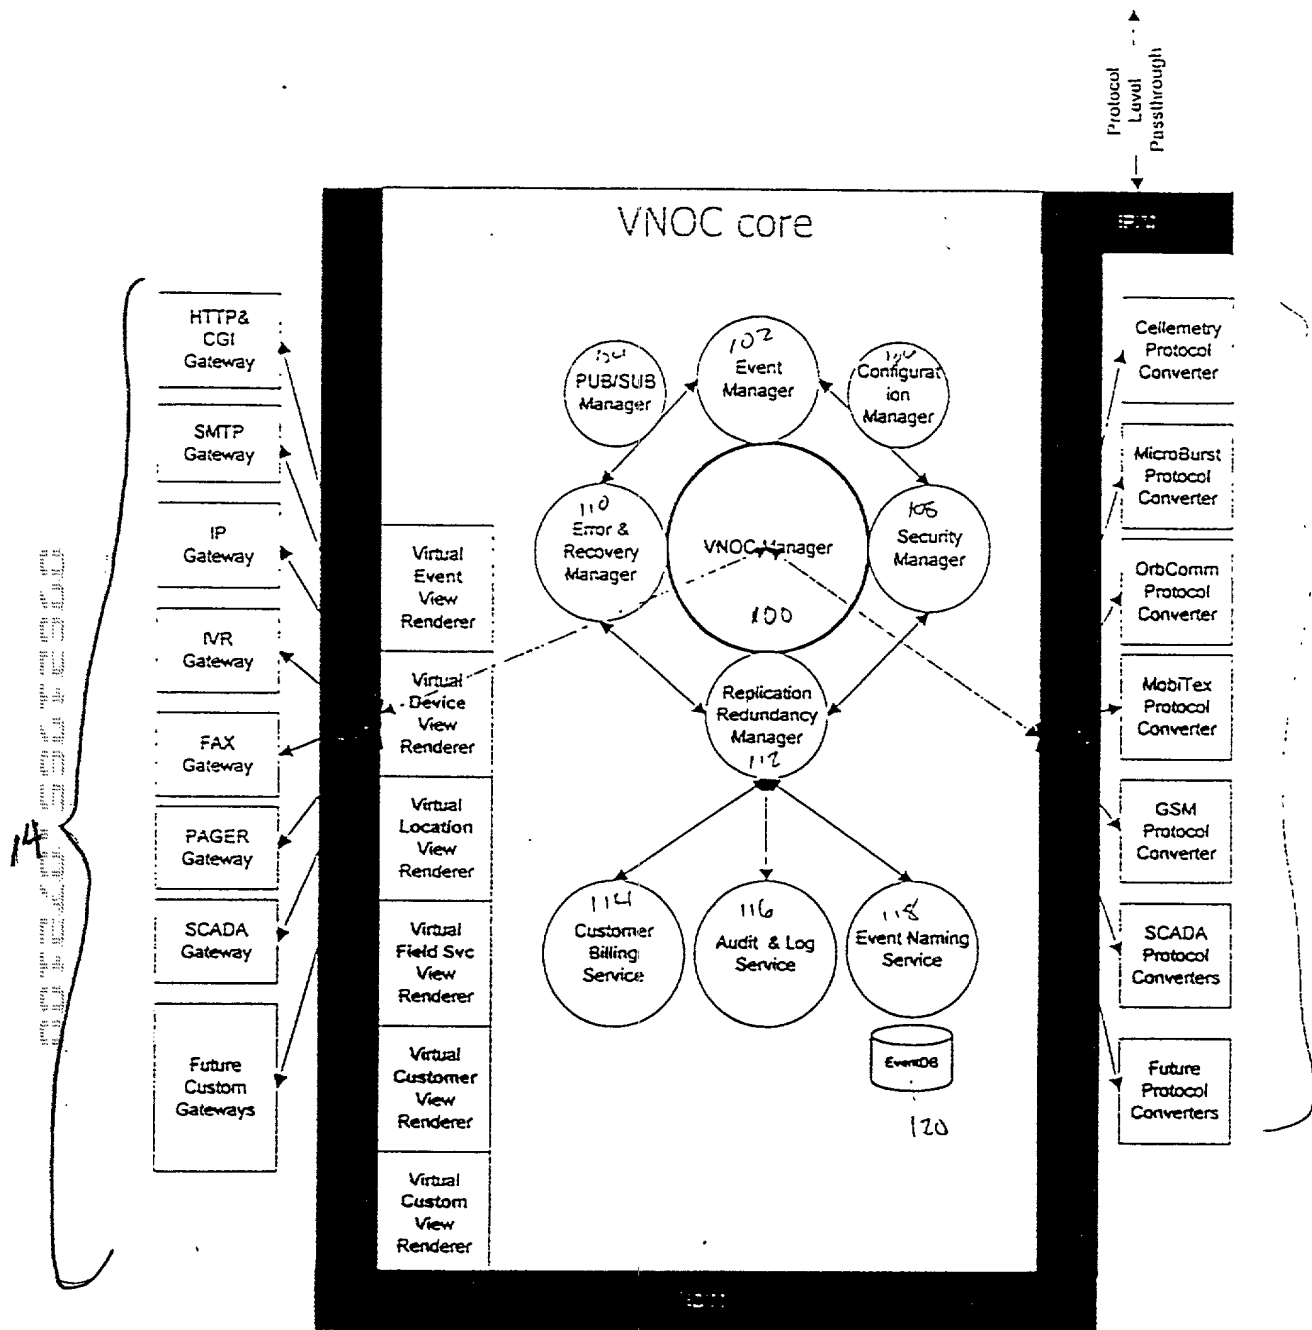 Protocol
Level
Passthrough
VNOC core
HTTP&
CGI
Gateway
SMTP
Gateway
IP
Gateway
IVR
Gateway
FAX
Gateway
PAGER
Gateway
SCADA
Gateway
Future
Custom
Gateways
14
Virtual
Event
View
Renderer
Virtual
Device
View
Renderer
Virtual
Location
View
Renderer
Virtual
Field Svc
View
Renderer
Virtual
Customer
View
Renderer
Virtual
Custom
View
Renderer
PUB/SUB
Manager
102
Event
Manager
Configurat
ion
Manager
110
Error &
Recovery
Manager
VNOC Manager
100
Security
Manager
Replication
Redundancy
Manager
112
114
Customer
Billing
Service
116
Audit & Log
Service
118
Event Naming
Service
EventDB
120
Cellemetry
Protocol
Converter
MicroBurst
Protocol
Converter
OrbComm
Protocol
Converter
MobiTex
Protocol
Converter
GSM
Protocol
Converter
SCADA
Protocol
Converters
Future
Protocol
Converters